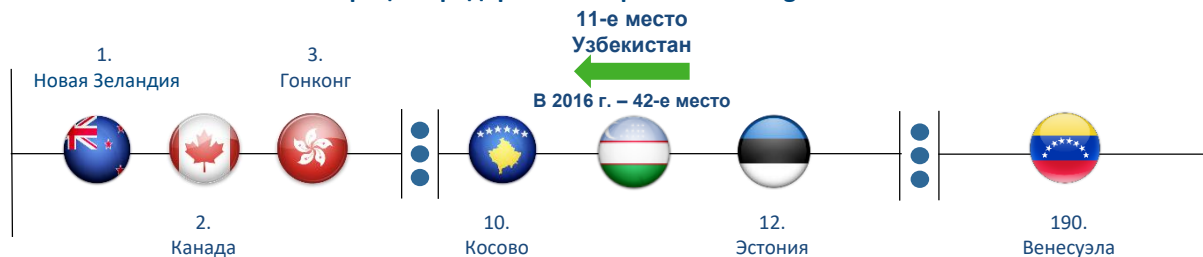 11-е место
Узбекистан
1.
Новая Зеландия
3.
Гонконг
В 2016 г. – 42-е место
2.
Канада
10.
Косово
12.
Эстония
190.
Венесуэла